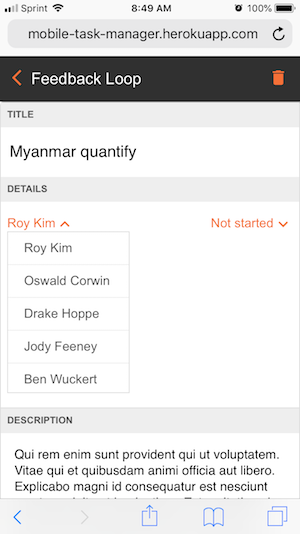 Sprint 8:49 AM 100%
mobile-task-manager.herokuapp.com
Feedback Loop
TITLE
Myanmar quantify
DETAILS
Roy Kim Not started
Roy Kim
Oswald Corwin
Drake Hoppe
Jody Feeney
Ben Wuckert
DESCRIPTION
Qui rem enim sunt provident qui ut voluptatem.
Vitae qui et quibusdam animi officia aut libero.
Explicabo magni id consequatur est nesciunt